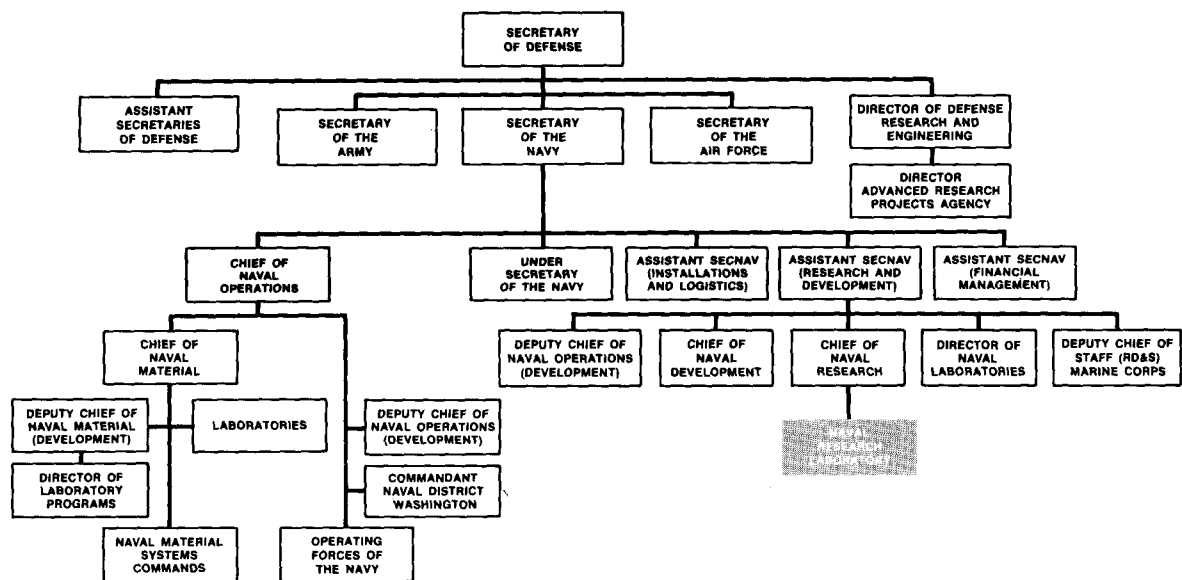 SECRETARY
OF DEFENSE
ASSISTANT
SECRETARIES
OF DEFENSE
SECRETARY
OF THE
ARMY
SECRETARY
OF THE
NAVY
SECRETARY
OF THE
AIR FORCE
DIRECTOR OF DEFENSE
RESEARCH AND
ENGINEERING
DIRECTOR
ADVANCED RESEARCH
PROJECTS AGENCY
CHIEF OF
NAVAL
OPERATIONS
UNDER
SECRETARY
OF THE NAVY
ASSISTANT SECNAV
(INSTALLATIONS
AND LOGISTICS)
ASSISTANT SECNAV
(RESEARCH AND
DEVELOPMENT)
ASSISTANT SECNAV
(FINANCIAL
MANAGEMENT)
CHIEF OF
NAVAL
MATERIAL
DEPUTY CHIEF OF
NAVAL OPERATIONS
(DEVELOPMENT)
CHIEF OF
NAVAL
DEVELOPMENT
CHIEF OF
NAVAL
RESEARCH
DIRECTOR OF
NAVAL
LABORATORIES
DEPUTY CHIEF OF
STAFF (RD&S)
MARINE CORPS
DEPUTY CHIEF OF
NAVAL MATERIAL
(DEVELOPMENT)
LABORATORIES
DEPUTY CHIEF OF
NAVAL OPERATIONS
(DEVELOPMENT)
NAVAL
RESEARCH
LABORATORY
DIRECTOR OF
LABORATORY
PROGRAMS
COMMANDANT
NAVAL DISTRICT
WASHINGTON
NAVAL MATERIAL
SYSTEMS
COMMANDS
OPERATING
FORCES OF
THE NAVY